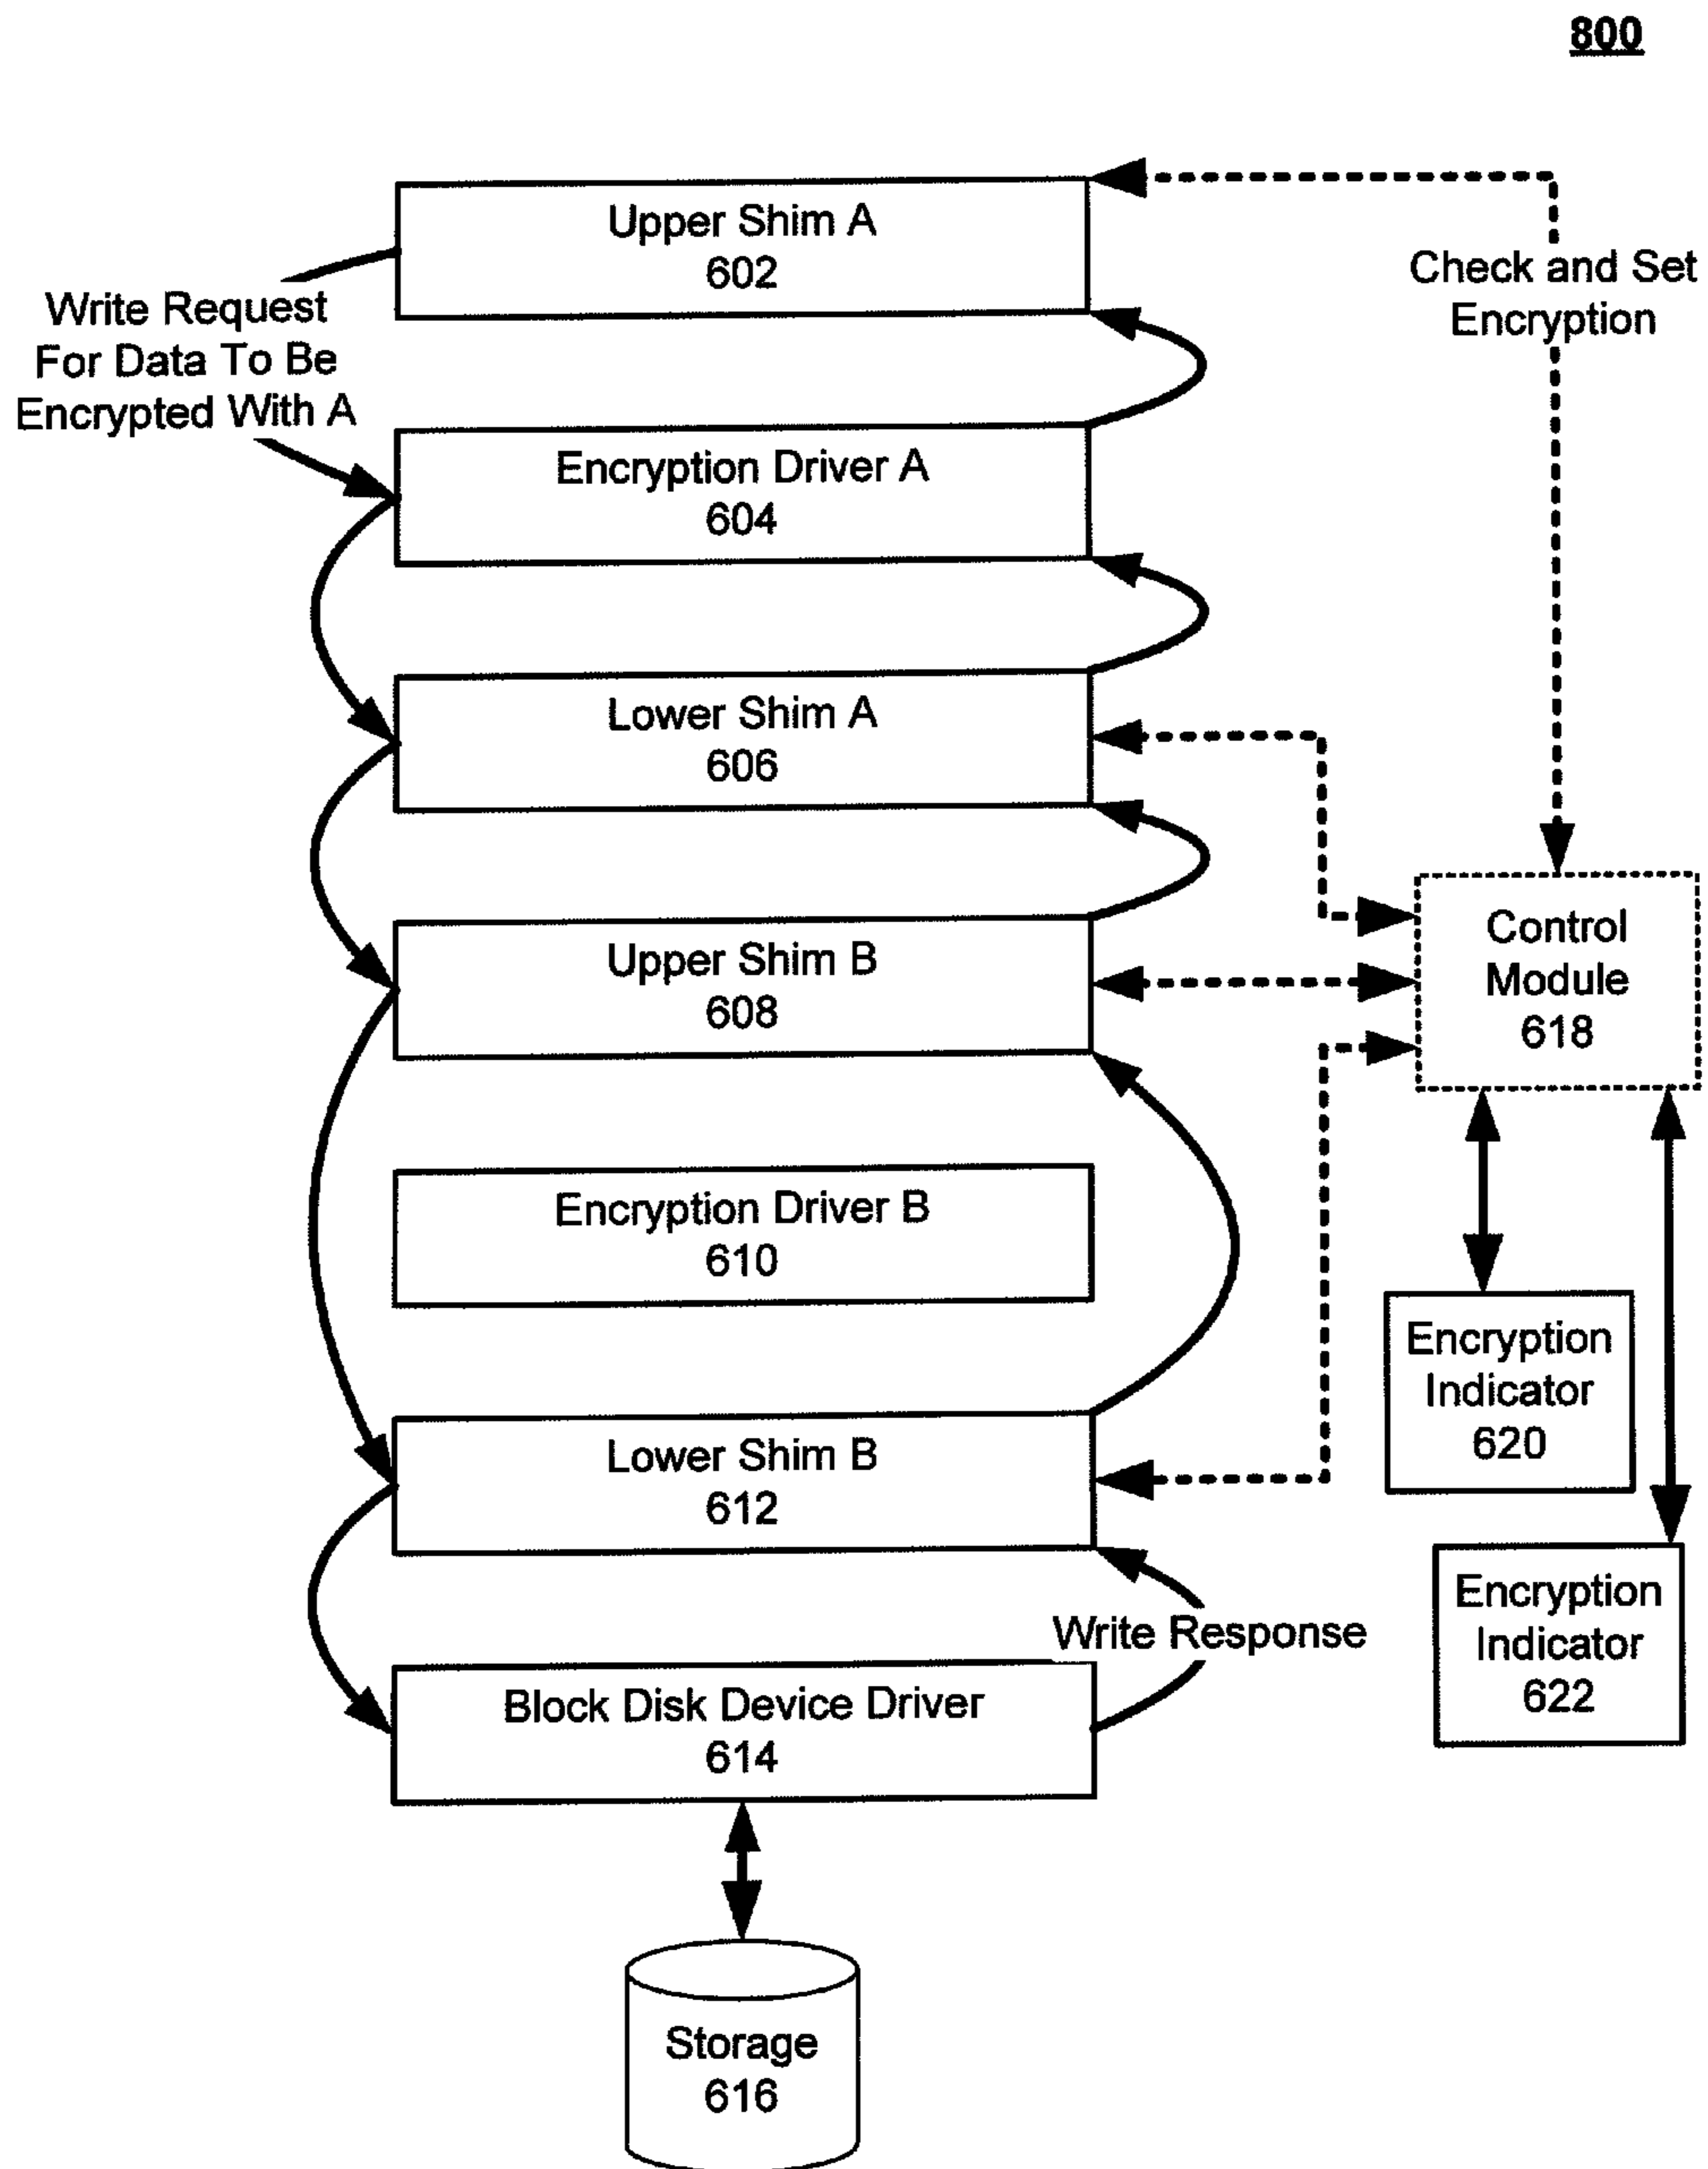 800
Upper Shim A
602
Check and Set
Encryption
Write Request
For Data To Be
Encrypted With A
Encryption Driver A
604
Lower Shim A
606
Control
Module
618
Upper Shim B
608
Encryption Driver B
610
Encryption
Indicator
620
Lower Shim B
612
Encryption
Indicator
622
Write Response
Block Disk Device Driver
614
Storage
616